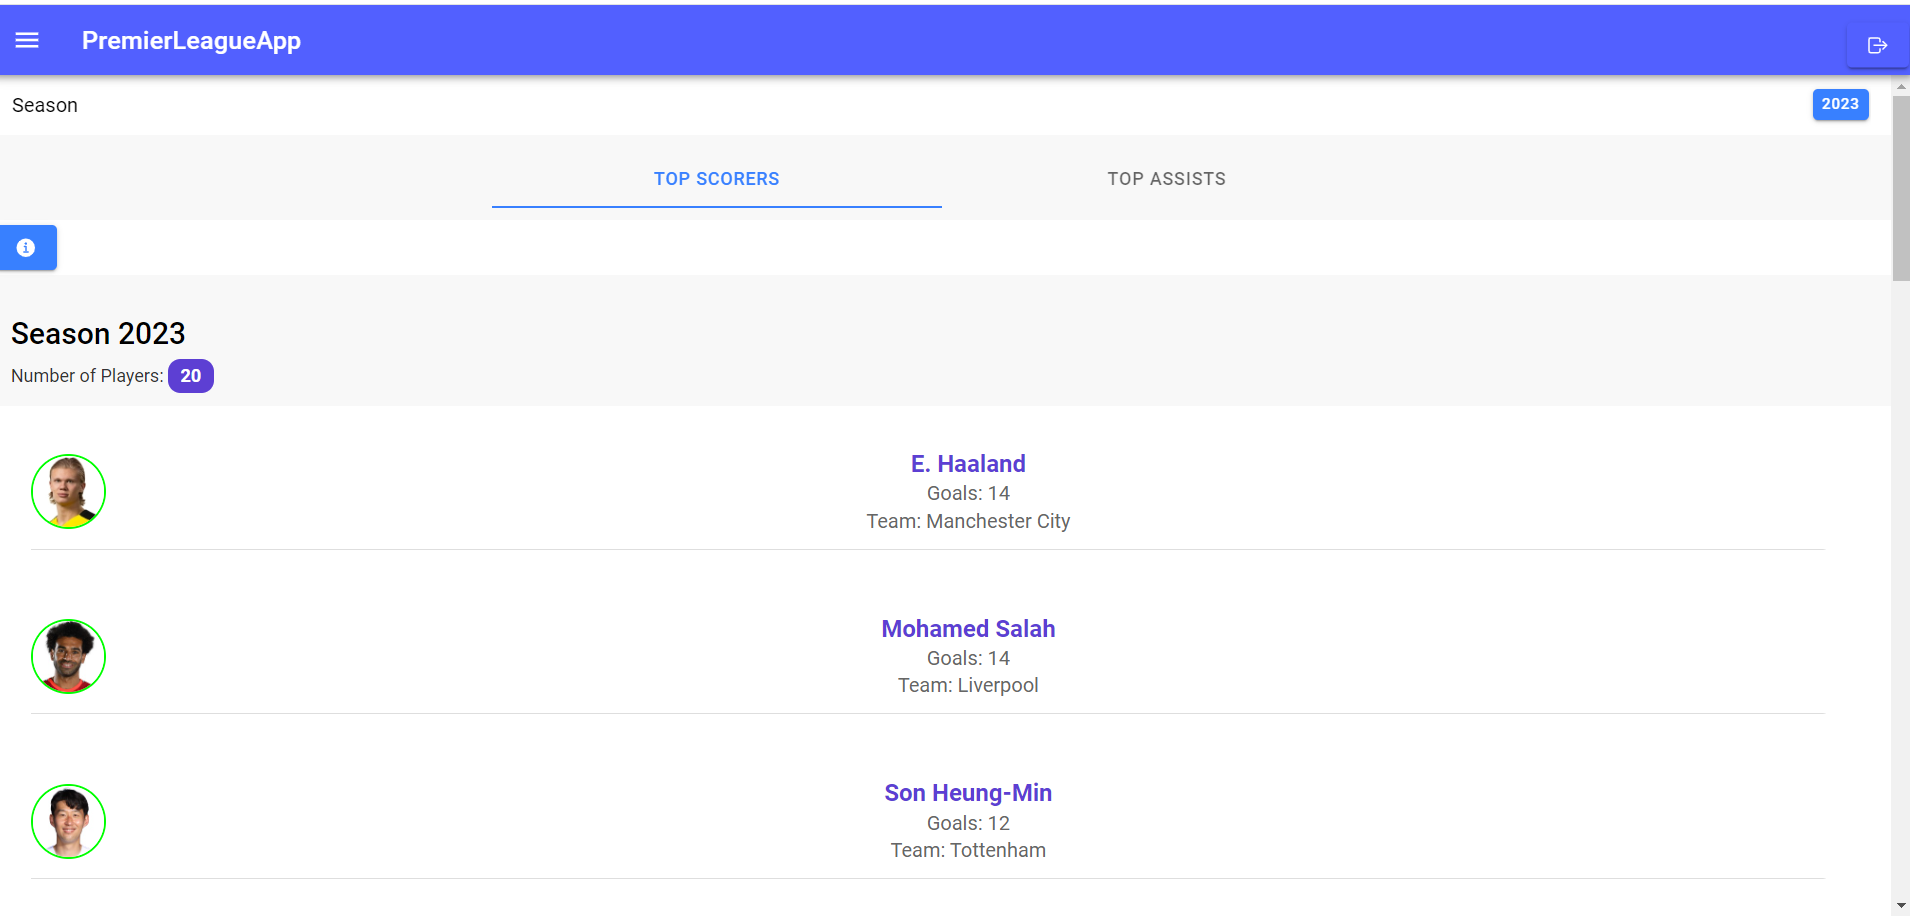 PremierLeagueApp
Season
2023
TOP SCORERS
TOP ASSISTS
Season 2023
Number of Players: 20
E. Haaland
Goals: 14
Team: Manchester City
Mohamed Salah
Goals: 14
Team: Liverpool
Son Heung-Min
Goals: 12
Team: Tottenham